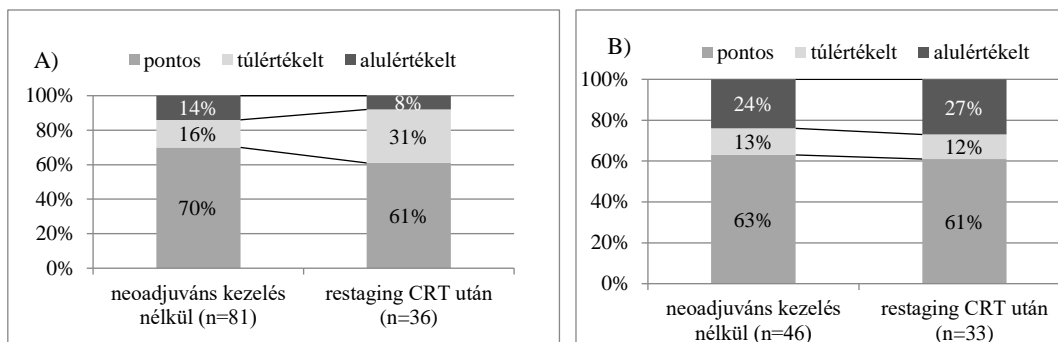 A)
pontos túlértékelt alulértékelt
100%
80%
60%
40%
20%
0%
14%
8%
16%
31%
70%
61%
neoadjuváns kezelés
nélkül (n=81)
restaging CRT után
(n=36)
B)
pontos túlértékelt alulértékelt
100%
80%
60%
40%
20%
0%
24%
27%
13%
12%
63%
61%
neoadjuváns kezelés
nélkül (n=46)
restaging CRT után
(n=33)